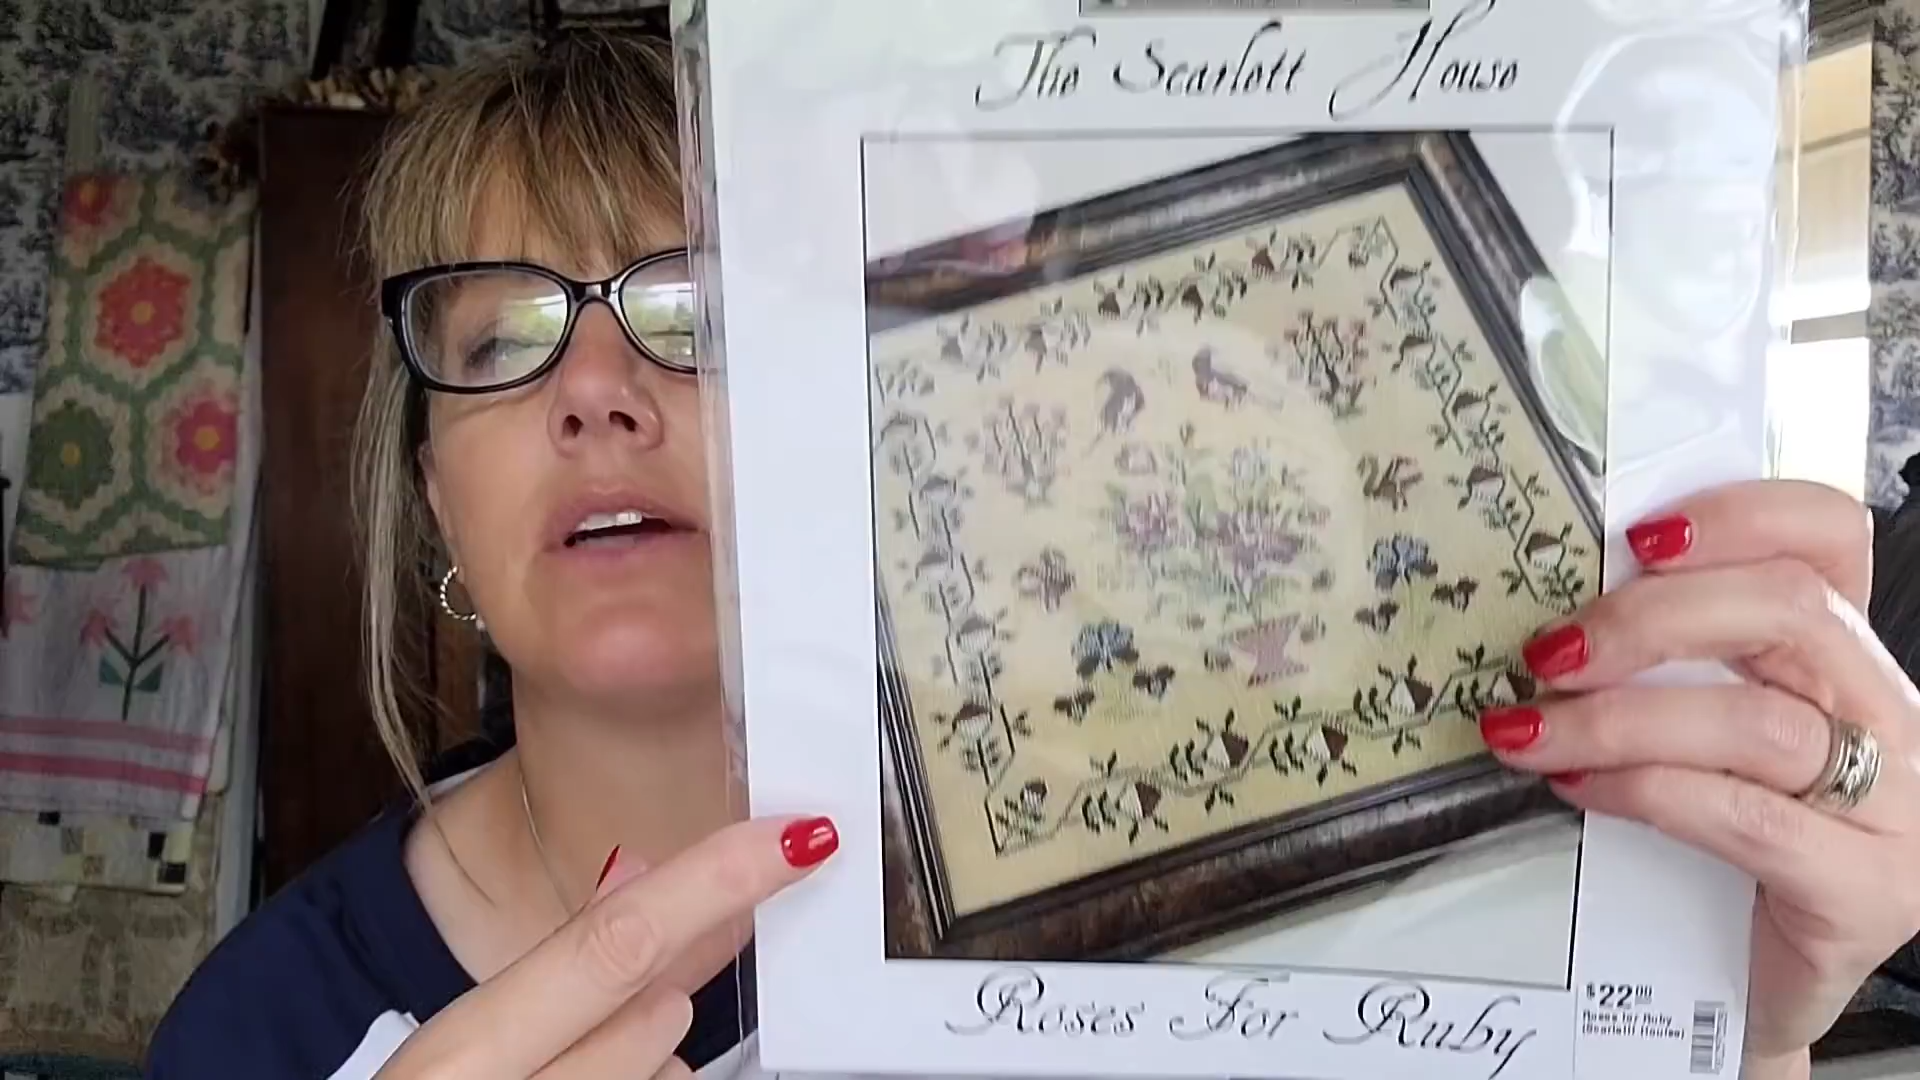 The Scarlett House
Roses For Ruby
$22.00
Roses for Ruby
(Scarlett House)